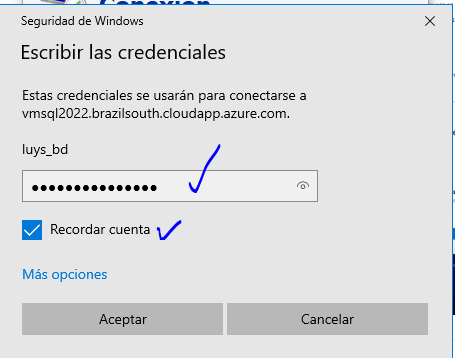 Conexión
Seguridad de Windows
Escribir las credenciales
Estas credenciales se usarán para conectarse a
vmsql2022.brazilsouth.cloudapp.azure.com.
luys_bd
●●●●●●●●●●●●●●●
Recordar cuenta
Más opciones
Aceptar
Cancelar